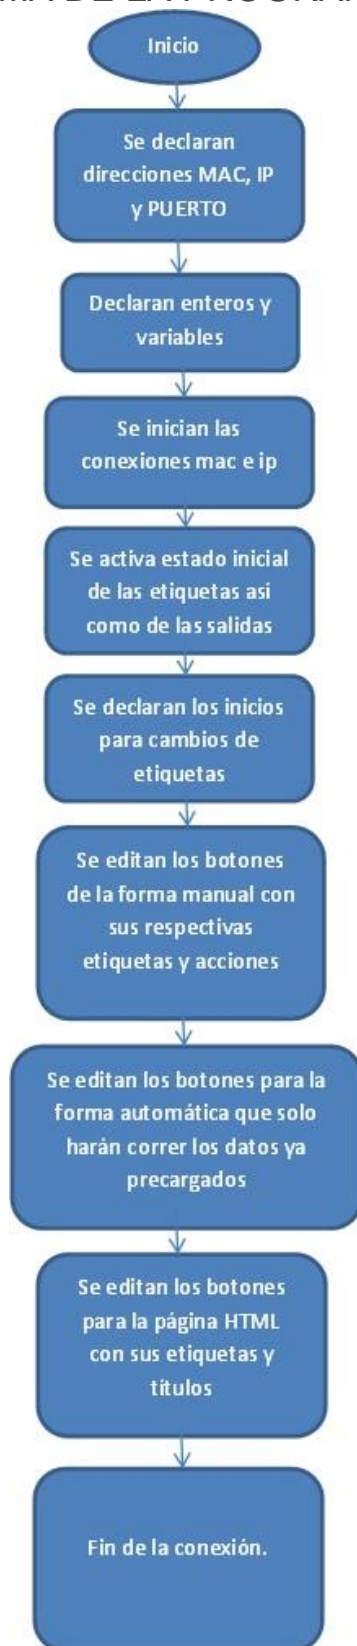 Inicio
Se declaran
direcciones MAC, IP
y PUERTO
Declaran enteros y
variables
Se inician las
conexiones mac e ip
Se activa estado inicial
de las etiquetas así
como de las salidas
Se declaran los inicios
para cambios de
etiquetas
Se editan los botones
de la forma manual con
sus respectivas
etiquetas y acciones
Se editan los botones para la
forma automática que solo
harán correr los datos ya
precargados
Se editan los botones
para la página HTML
con sus etiquetas y
títulos
Fin de la conexión.